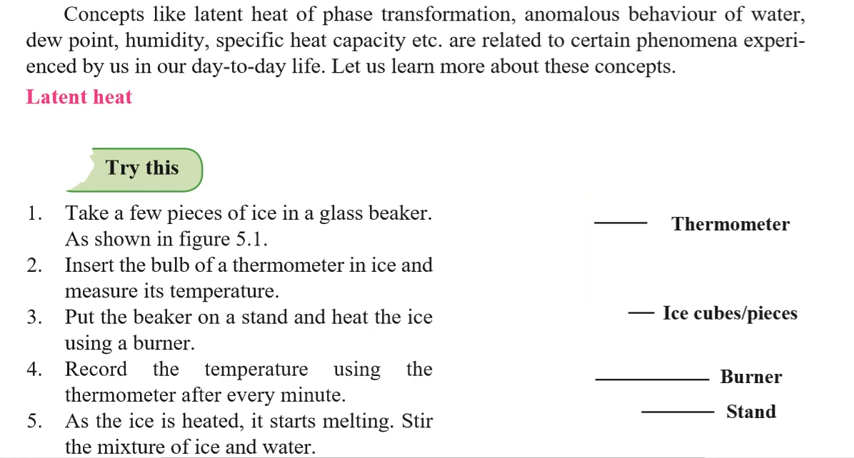 Concepts like latent heat of phase transformation, anomalous behaviour of water,
dew point, humidity, specific heat capacity etc. are related to certain phenomena experi-
enced by us in our day-to-day life. Let us learn more about these concepts.
Latent heat
Try this
1. Take a few pieces of ice in a glass beaker.
As shown in figure 5.1.
2. Insert the bulb of a thermometer in ice and
measure its temperature.
3. Put the beaker on a stand and heat the ice
using a burner.
4. Record the temperature using the
thermometer after every minute.
5. As the ice is heated, it starts melting. Stir
the mixture of ice and water.
Thermometer
Ice cubes/pieces
Burner
Stand